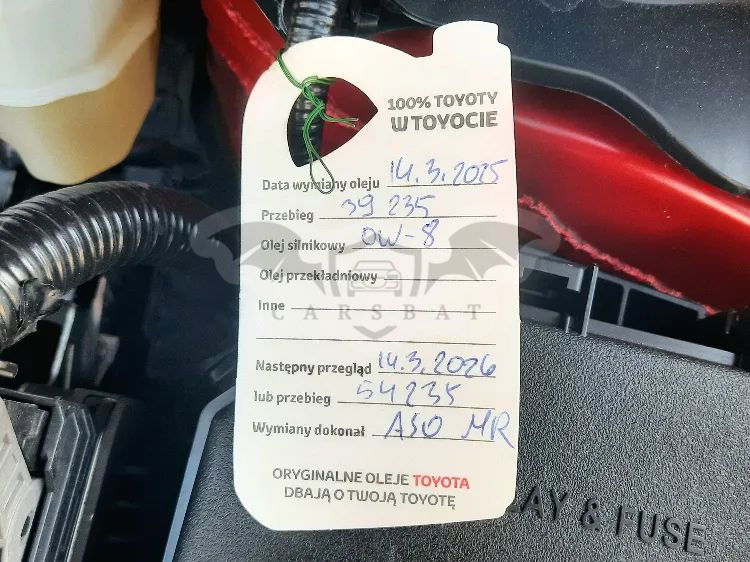 100% TOYOTY
W TOYOCIE
Data wymiany oleju 14.3.2025
Przebieg 39 235
Olej silnikowy 0W-8
Olej przekładniowy
CARSBAT
Inne
Następny przegląd 14.3.2026
lub przebieg 54235
Wymiany dokonał ASO MR
ORYGINALNE OLEJE TOYOTA
DBAJĄ O TWOJĄ TOYOTĘ
LAY & FUSE